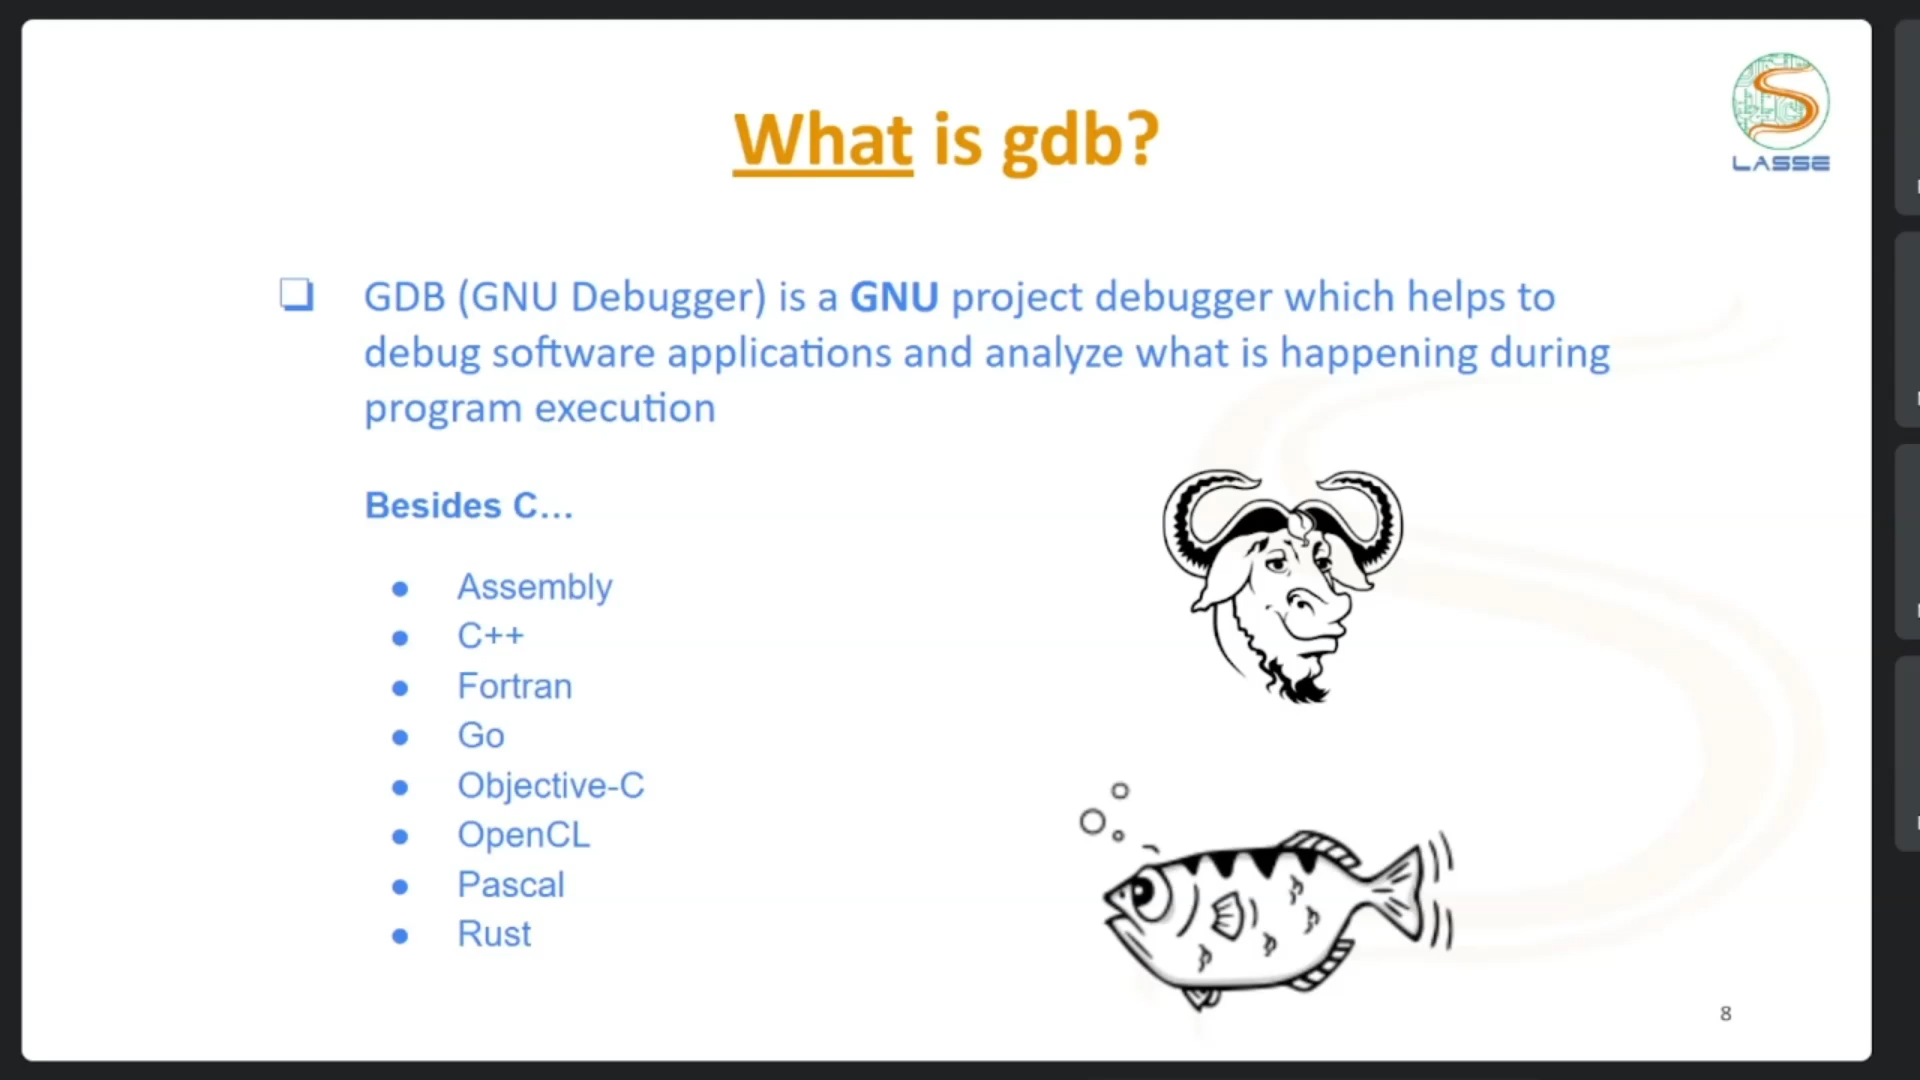 LASSE
What is gdb?
❏ GDB (GNU Debugger) is a GNU project debugger which helps to
debug software applications and analyze what is happening during
program execution
Besides C...
● Assembly
● C++
● Fortran
● Go
● Objective-C
● OpenCL
● Pascal
● Rust
8